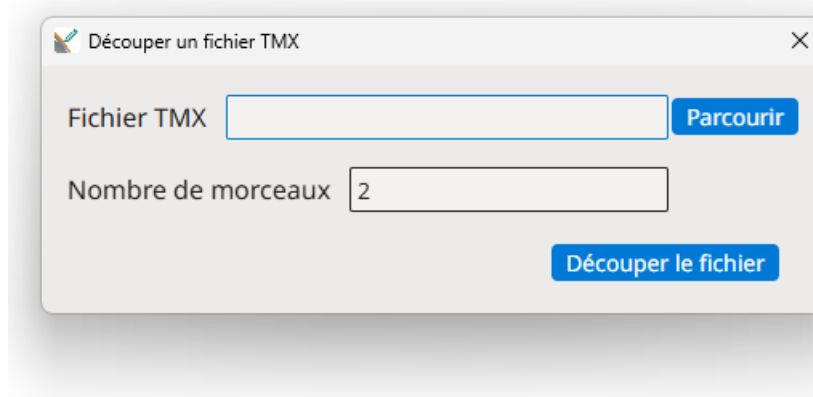 Découper un fichier TMX
Fichier TMX Parcourir
Nombre de morceaux 2
Découper le fichier